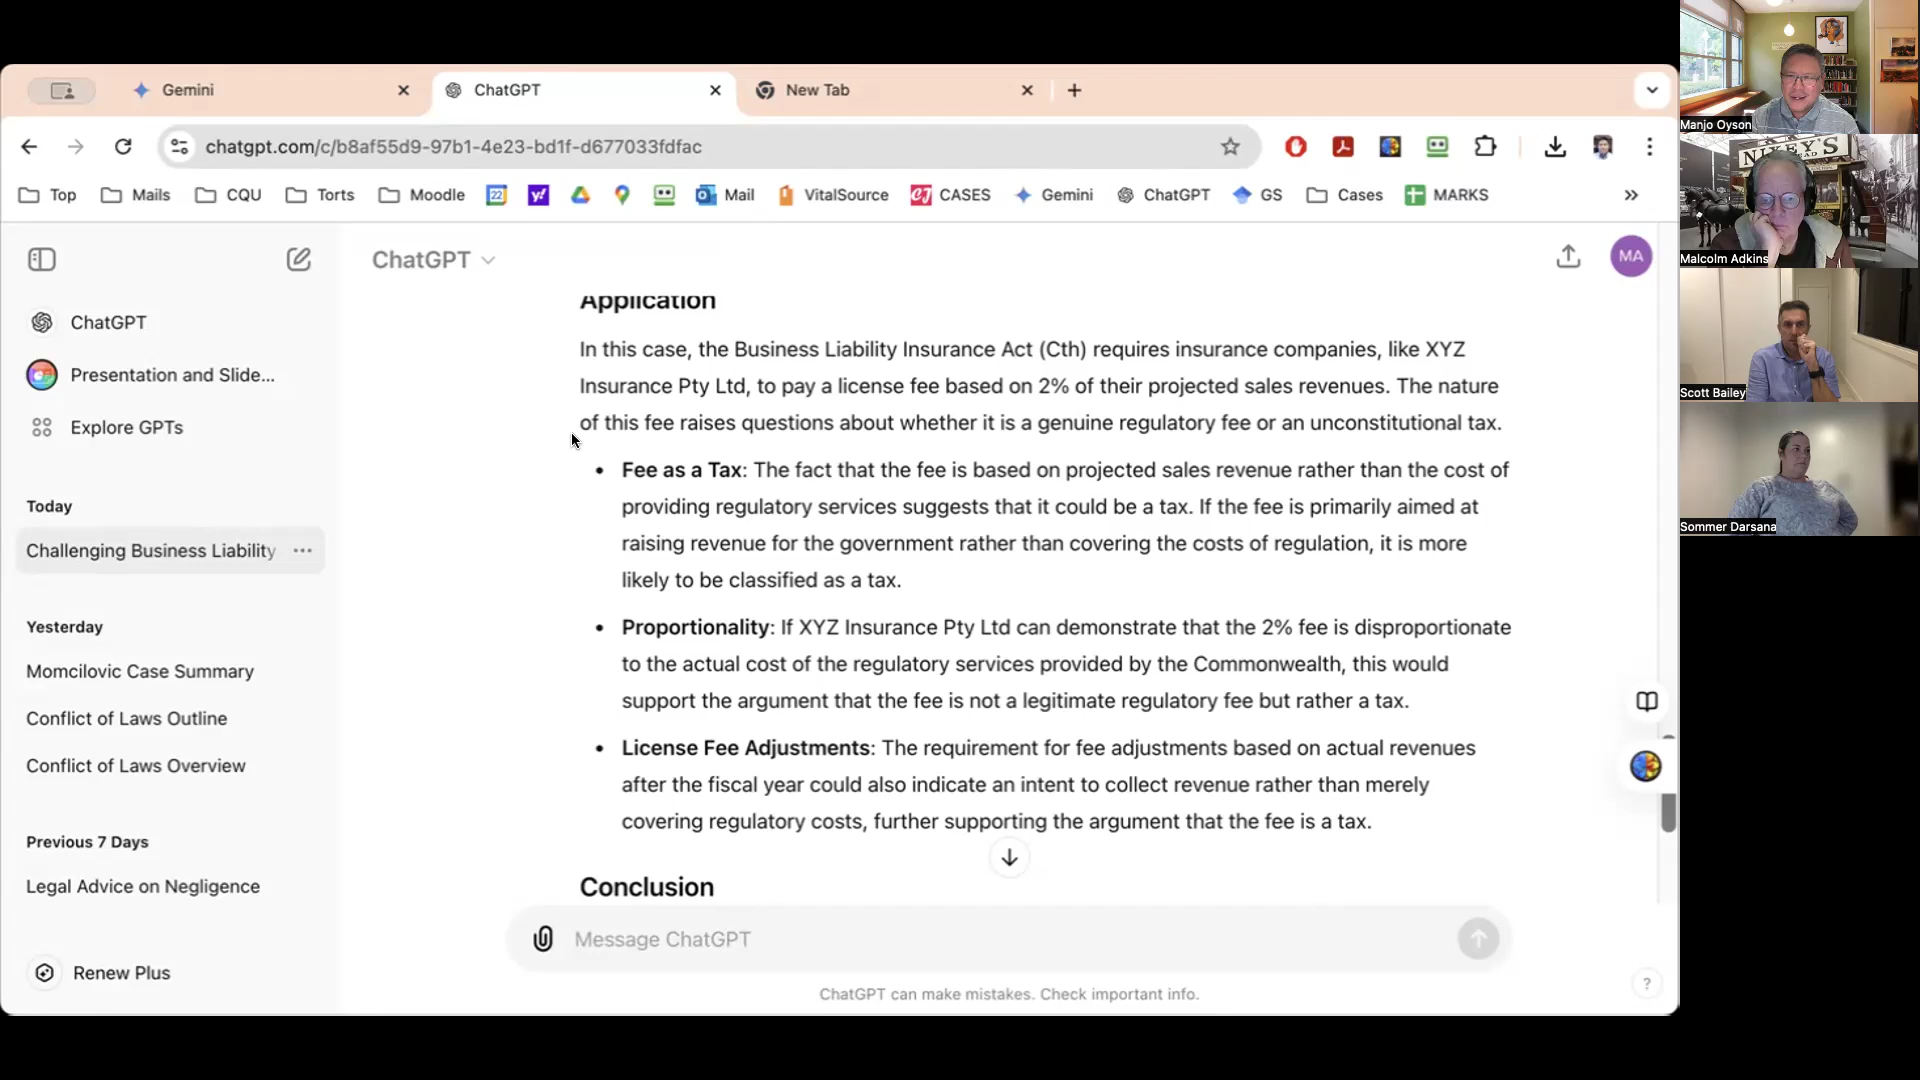 Gemini
ChatGPT
New Tab
chatgpt.com/c/b8af55d9-97b1-4e23-bd1f-d677033fdfac
Top
Mails
CQU
Torts
Moodle
22
Mail
VitalSource
CASES
Gemini
ChatGPT
GS
Cases
MARKS
ChatGPT
Presentation and Slide...
Explore GPTs
Today
Challenging Business Liability
Yesterday
Momcilovic Case Summary
Conflict of Laws Outline
Conflict of Laws Overview
Previous 7 Days
Legal Advice on Negligence
Renew Plus
ChatGPT
MA
Application
In this case, the Business Liability Insurance Act (Cth) requires insurance companies, like XYZ
Insurance Pty Ltd, to pay a license fee based on 2% of their projected sales revenues. The nature
of this fee raises questions about whether it is a genuine regulatory fee or an unconstitutional tax.
• Fee as a Tax: The fact that the fee is based on projected sales revenue rather than the cost of
providing regulatory services suggests that it could be a tax. If the fee is primarily aimed at
raising revenue for the government rather than covering the costs of regulation, it is more
likely to be classified as a tax.
• Proportionality: If XYZ Insurance Pty Ltd can demonstrate that the 2% fee is disproportionate
to the actual cost of the regulatory services provided by the Commonwealth, this would
support the argument that the fee is not a legitimate regulatory fee but rather a tax.
• License Fee Adjustments: The requirement for fee adjustments based on actual revenues
after the fiscal year could also indicate an intent to collect revenue rather than merely
covering regulatory costs, further supporting the argument that the fee is a tax.
Conclusion
Message ChatGPT
ChatGPT can make mistakes. Check important info.
?
Manjo Oyson
NIXEY'S
Malcolm Adkins
Scott Bailey
Sommer Darsana